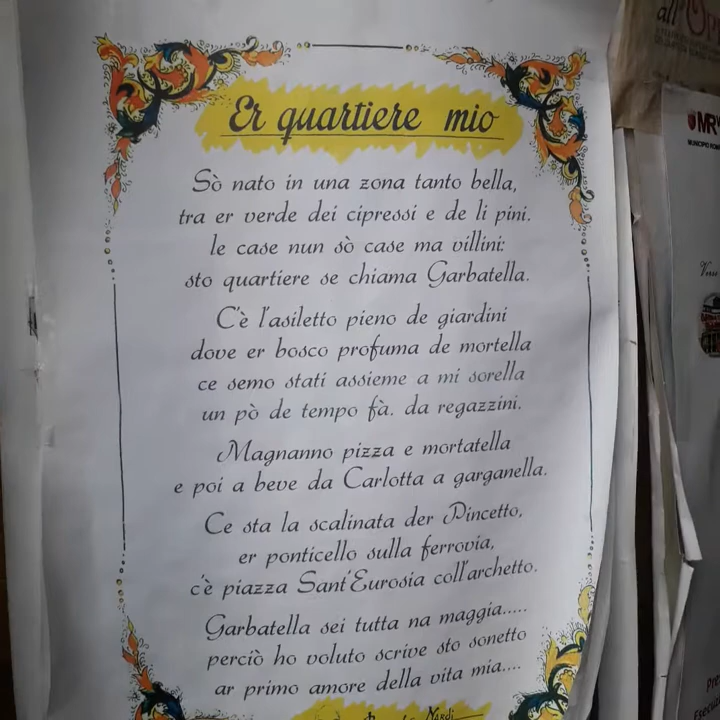 Er quartiere mio
Sò nato in una zona tanto bella,
tra er verde dei cipressi e de li pini.
le case nun sò case ma villini:
sto quartiere se chiama Garbatella.
C'è l'asiletto pieno de giardini
dove er bosco profuma de mortella
ce semo stati assieme a mi sorella
un pò de tempo fà. da regazzini.
Magnanno pizza e mortatella
e poi a beve da Carlotta a garganella.
Ce sta la scalinata der Pincetto,
er ponticello sulla ferrovia,
c'è piazza Sant'Eurosia coll'archetto.
Garbatella sei tutta na maggia.....
perciò ho voluto scrive sto sonetto
ar primo amore della vita mia....
Nardi
all'
MR
MUNICIPIO